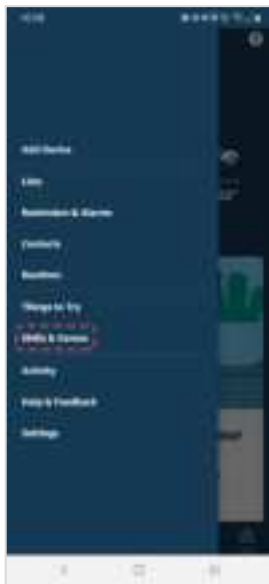 Add Device
Lists
Reminders & Alarms
Contacts
Routines
Things to Try
Skills & Games
Activity
Help & Feedback
Settings